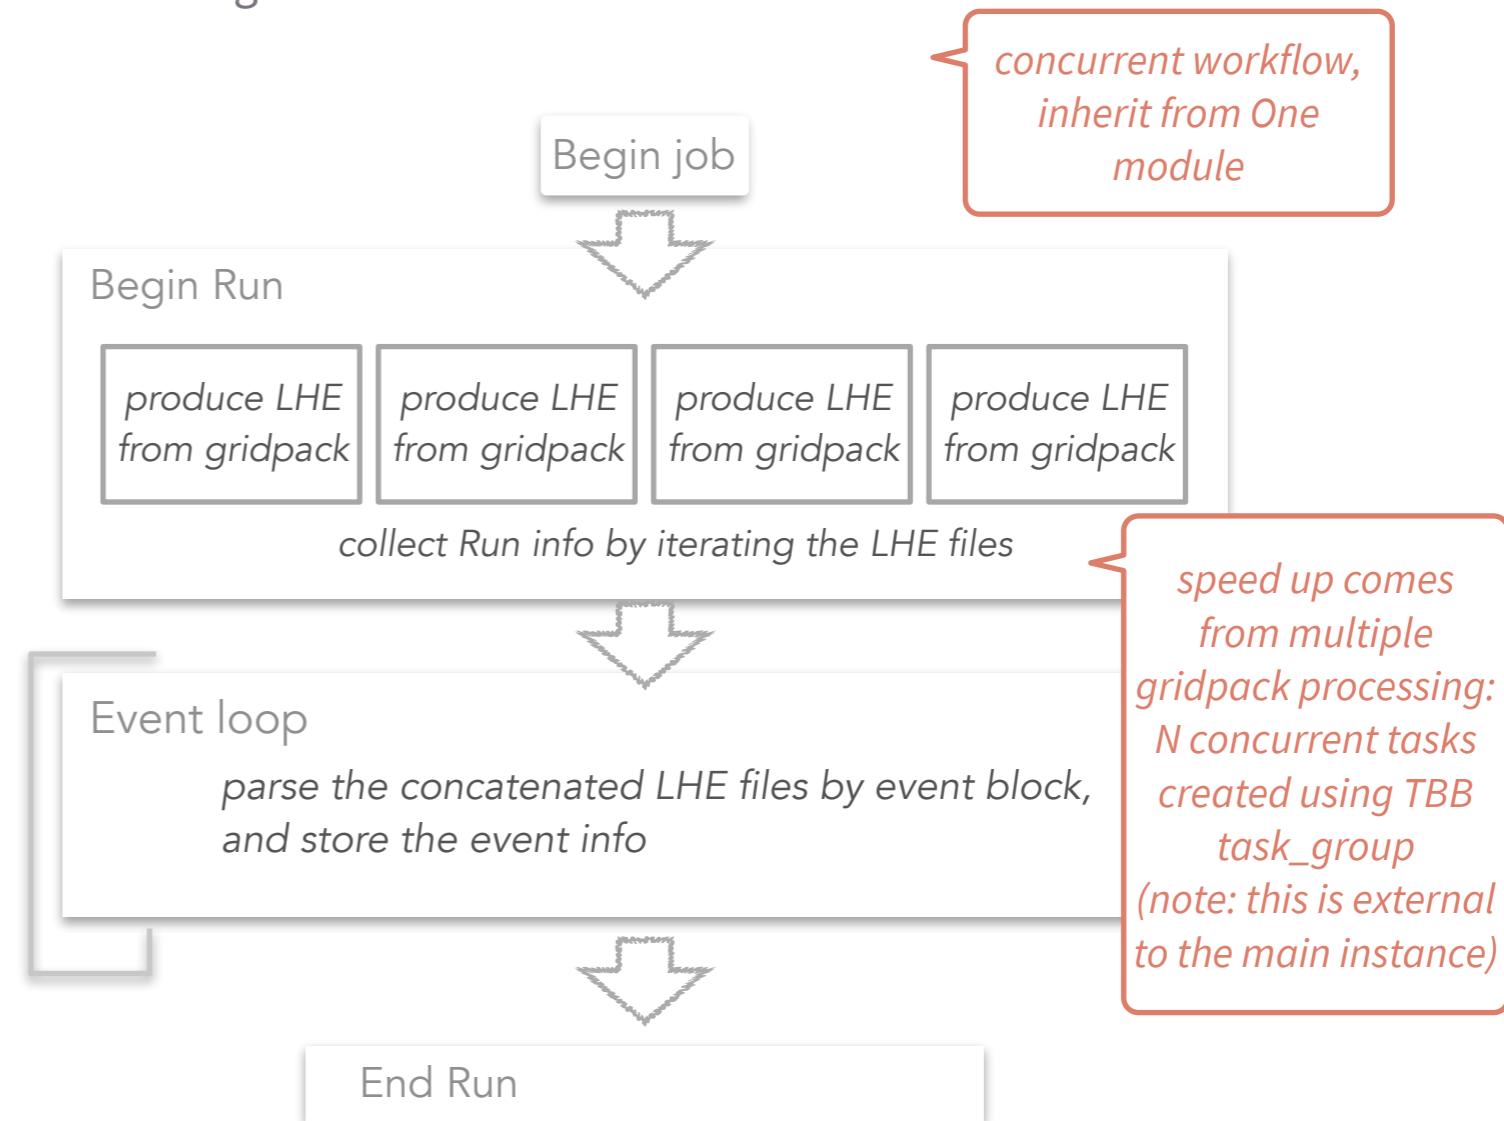 concurrent workflow,
inherit from One
module
Begin job
Begin Run
produce LHE
from gridpack
produce LHE
from gridpack
produce LHE
from gridpack
produce LHE
from gridpack
collect Run info by iterating the LHE files
speed up comes
from multiple
gridpack processing:
N concurrent tasks
created using TBB
task_group
(note: this is external
to the main instance)
Event loop
parse the concatenated LHE files by event block,
and store the event info
End Run